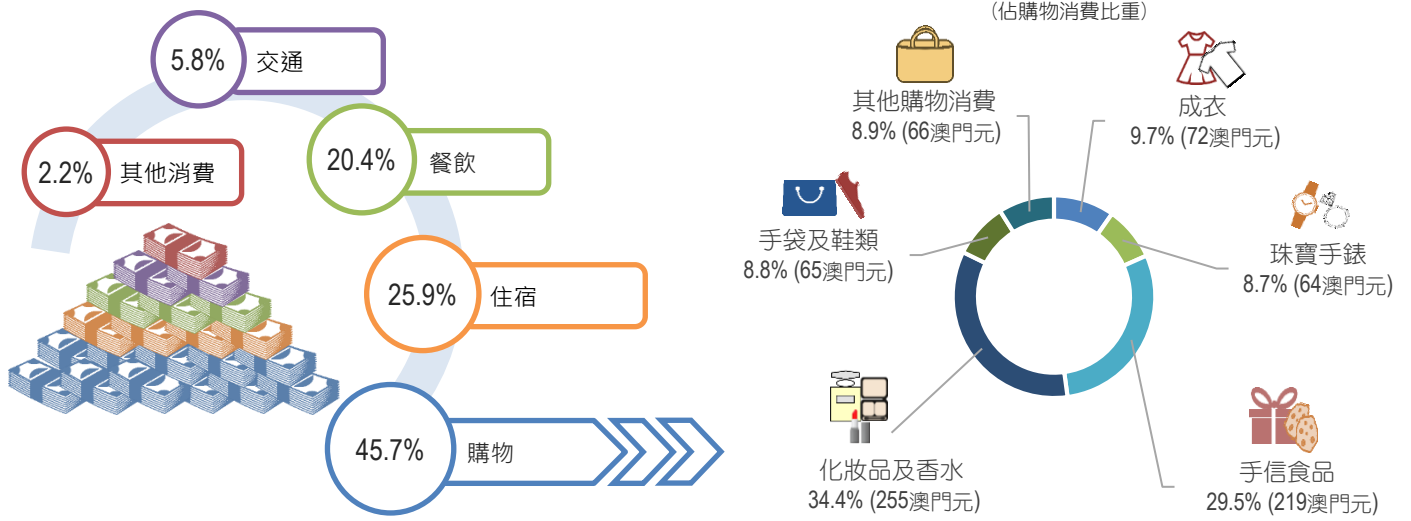 5.8%
交通
2.2%
其他消費
20.4%
餐飲
25.9%
住宿
45.7%
購物
(佔購物消費比重)
其他購物消費
8.9% (66澳門元)
成衣
9.7% (72澳門元)
手袋及鞋類
8.8% (65澳門元)
珠寶手錶
8.7% (64澳門元)
化妝品及香水
34.4% (255澳門元)
手信食品
29.5% (219澳門元)